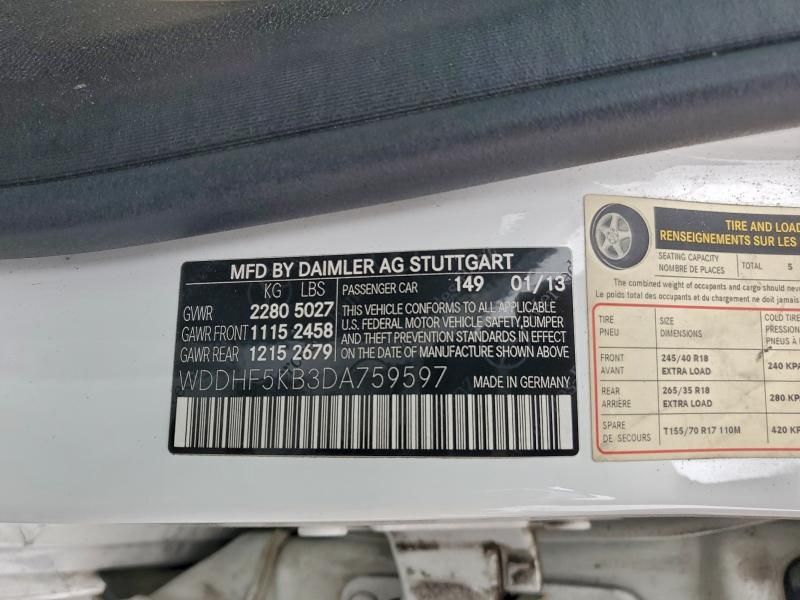 MFD BY DAIMLER AG STUTTGART
KG LBS PASSENGER CAR 149 01/13
GVWR 2280 5027
GAWR FRONT 1115 2458
GAWR REAR 1215 2679
THIS VEHICLE CONFORMS TO ALL APPLICABLE
U.S. FEDERAL MOTOR VEHICLE SAFETY, BUMPER
AND THEFT PREVENTION STANDARDS IN EFFECT
ON THE DATE OF MANUFACTURE SHOWN ABOVE
WDDHF5KB3DA759597 MADE IN GERMANY
TIRE AND LOAD
RENSEIGNEMENTS SUR LES
SEATING CAPACITY
NOMBRE DE PLACES
TOTAL 5
The combined weight of occupants and cargo should never
Le poids total des occupants et du chargement ne doit jamais
TIRE
PNEU
SIZE
DIMENSIONS
COLD TIRE
PRESSION
PNEUS À
FRONT
AVANT
245/40 R18
EXTRA LOAD
240 KPA
REAR
ARRIÈRE
265/35 R18
EXTRA LOAD
280 KPA
SPARE
DE SECOURS
T155/70 R17 110M
420 KP